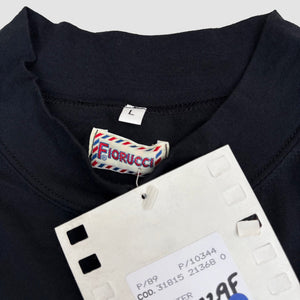 L
FIORUCCI
P/89 P/10344
COD. 31815 21368 0